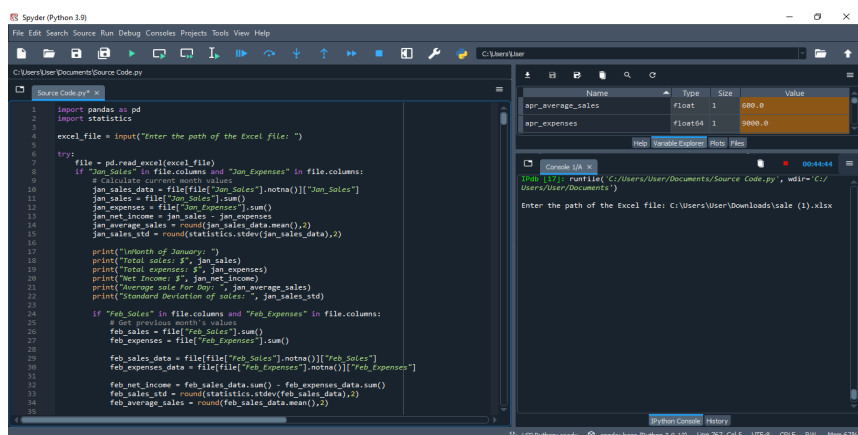 Spyder (Python 3.9)
File Edit Search Source Run Debug Consoles Projects Tools View Help
C:\Users\User
C:\Users\User\Documents\Source Code.py
Source Code.py* ×
1 import pandas as pd
2 import statistics
3
4 excel_file = input("Enter the path of the Excel file: ")
5
6 try:
7 file = pd.read_excel(excel_file)
8 if "Jan_Sales" in file.columns and "Jan_Expenses" in file.columns:
9 # Calculate current month values
10 jan_sales_data = file[file["Jan_Sales"].notna()]["Jan_Sales"]
11 jan_sales = file["Jan_Sales"].sum()
12 jan_expenses = file["Jan_Expenses"].sum()
13 jan_net_income = jan_sales - jan_expenses
14 jan_average_sales = round(jan_sales_data.mean(),2)
15 jan_sales_std = round(statistics.stdev(jan_sales_data),2)
16
17 print("\nMonth of January: ")
18 print("Total sales: $", jan_sales)
19 print("Total expenses: $", jan_expenses)
20 print("Net Income: $", jan_net_income)
21 print("Average sale For Day: ", jan_average_sales)
22 print("Standard Deviation of sales: ", jan_sales_std)
23
24 if "Feb_Sales" in file.columns and "Feb_Expenses" in file.columns:
25 # Get previous month's values
26 feb_sales = file["Feb_Sales"].sum()
27 feb_expenses = file["Feb_Expenses"].sum()
28
29 feb_sales_data = file[file["Feb_Sales"].notna()]["Feb_Sales"]
30 feb_expenses_data = file[file["Feb_Expenses"].notna()]["Feb_Expenses"]
31
32 feb_net_income = feb_sales_data.sum() - feb_expenses_data.sum()
33 feb_sales_std = round(statistics.stdev(feb_sales_data),2)
34 feb_average_sales = round(feb_sales_data.mean(),2)
35
Name Type Size Value
apr_average_sales float 1 600.0
apr_expenses float64 1 9000.0
Help Variable Explorer Plots Files
Console 1/A × 00:44:44
IPdb [17]: runfile('C:/Users/User/Documents/Source Code.py', wdir='C:/
Users/User/Documents')
Enter the path of the Excel file: C:\Users\User\Downloads\sale (1).xlsx
IPython Console History